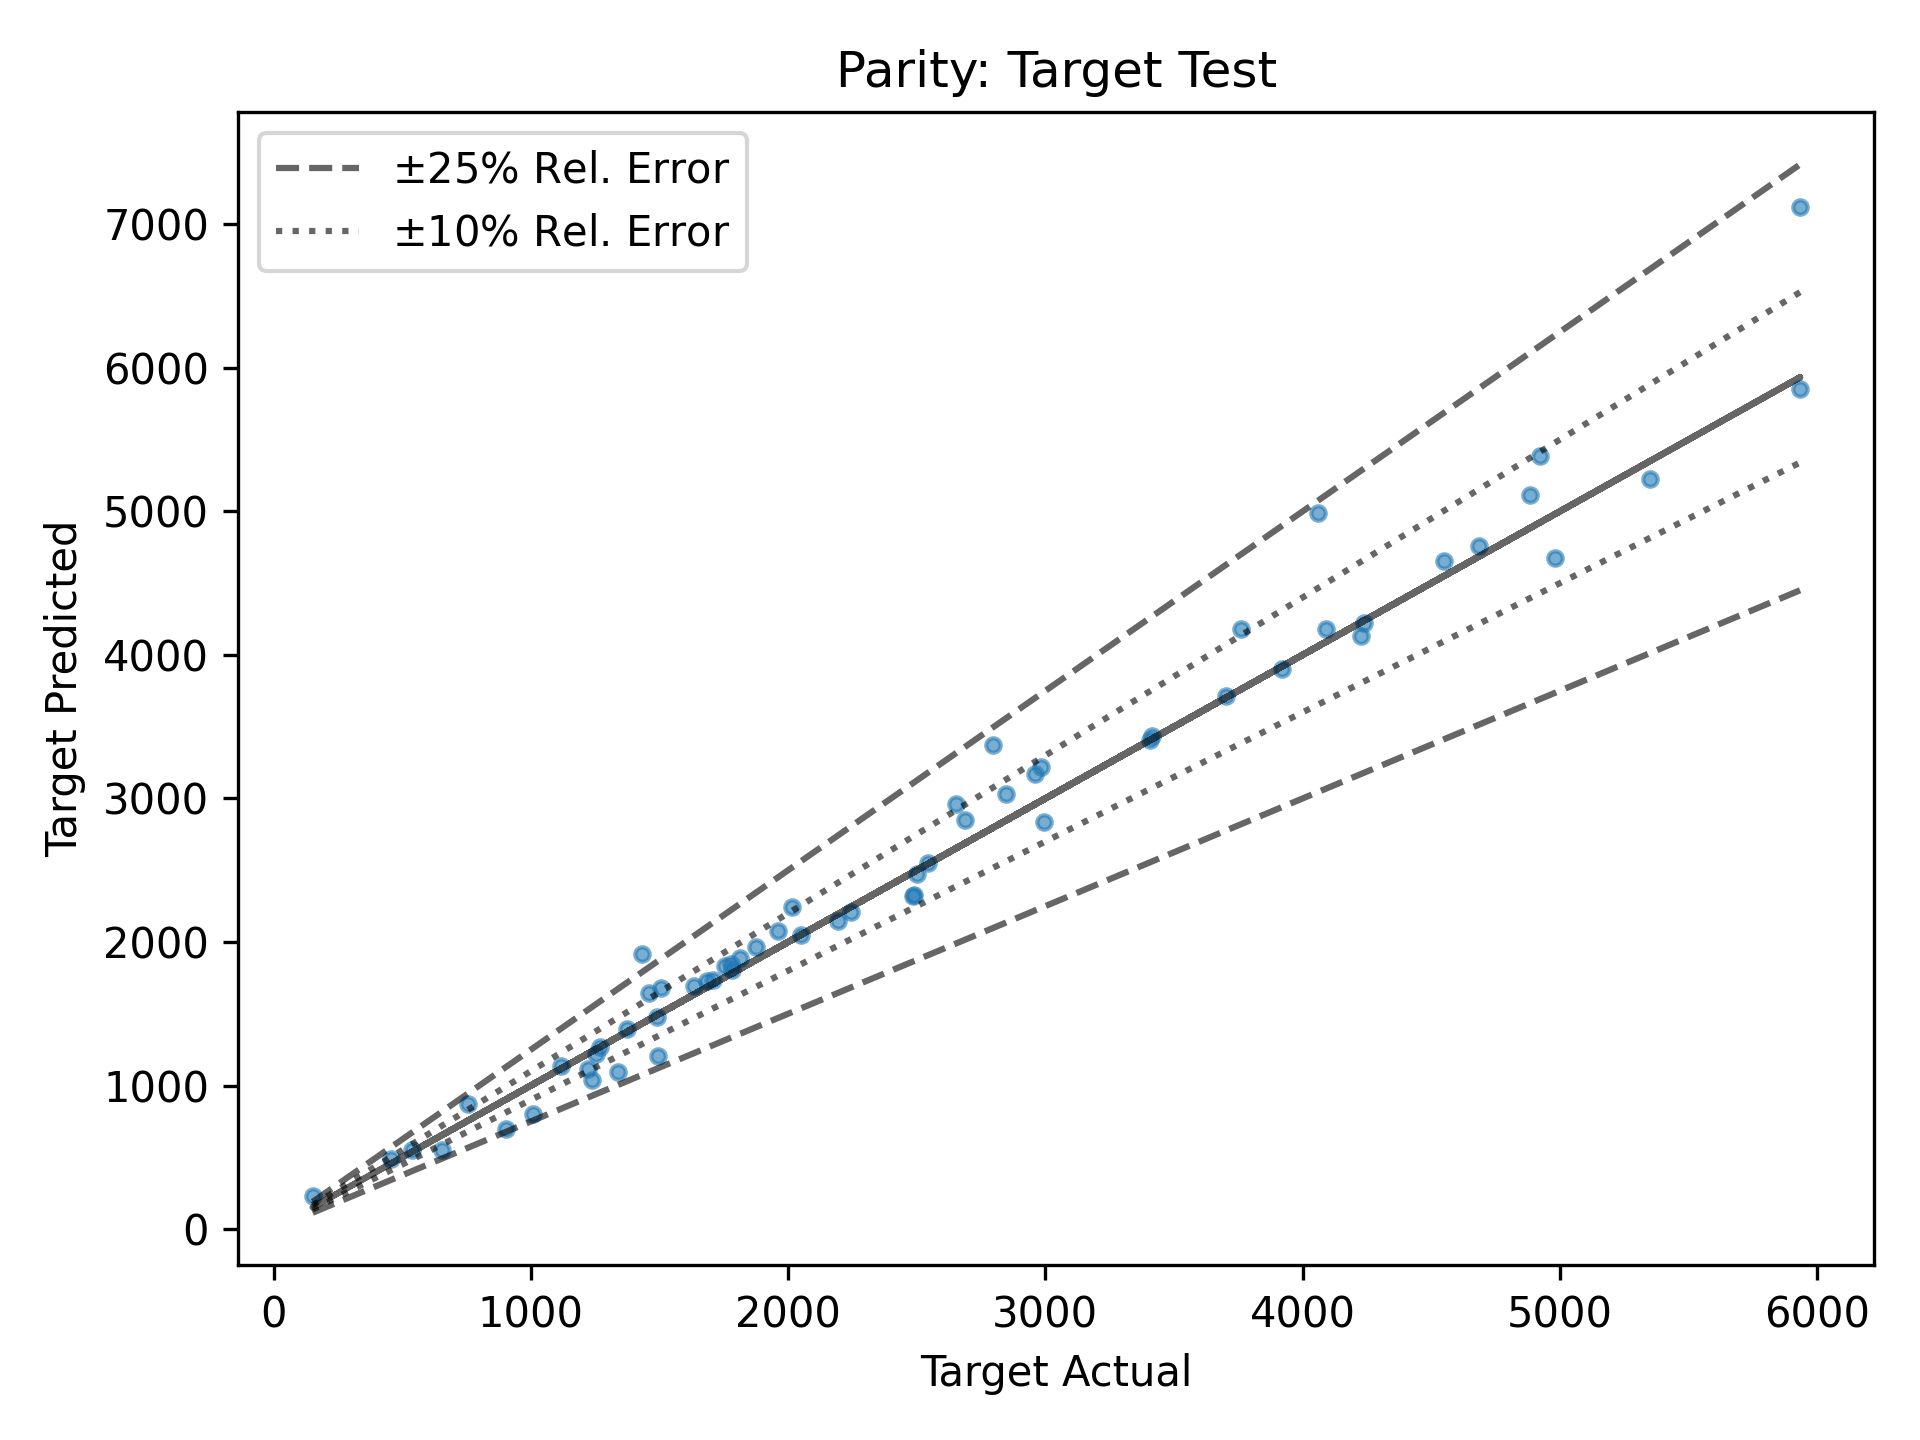 Parity: Target Test
±25% Rel. Error
±10% Rel. Error
Target Predicted
7000
6000
5000
4000
3000
2000
1000
0
0 1000 2000 3000 4000 5000 6000
Target Actual